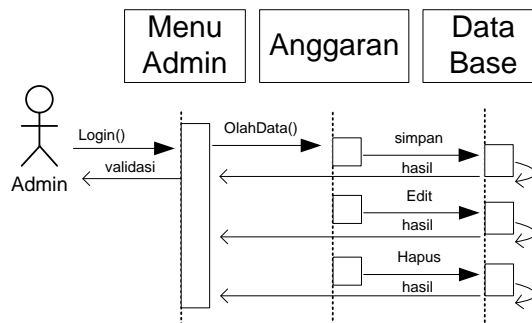 Menu
Admin
Anggaran
Data
Base
Login()
OlahData()
simpan
validasi
hasil
Admin
Edit
hasil
Hapus
hasil